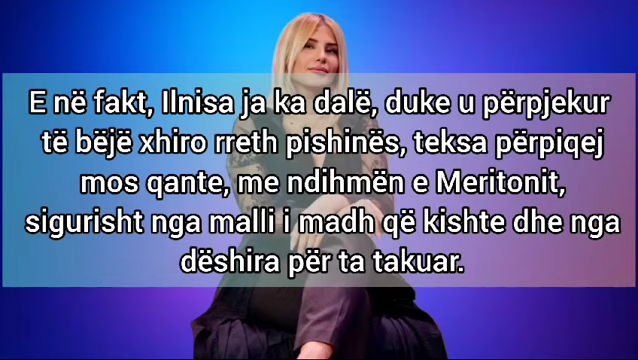 E në fakt, Ilnisa ja ka dalë, duke u përpjekur
të bëjë xhiro rreth pishinës, teksa përpiqej
mos qante, me ndihmën e Meritonit,
sigurisht nga malli i madh që kishte dhe nga
dëshira për ta takuar.